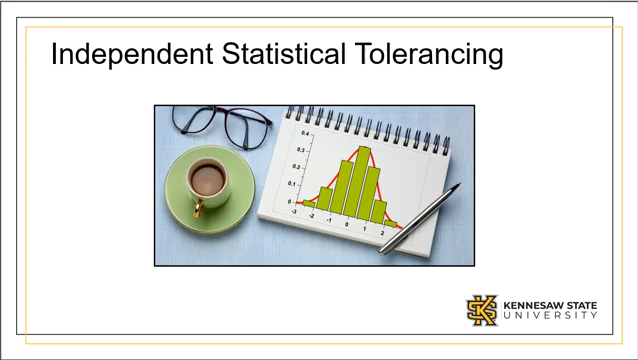 Independent Statistical Tolerancing
0.4
0.3
0.2
0.1
0
-3 -2 -1 0 1 2
KENNESAW STATE
UNIVERSITY